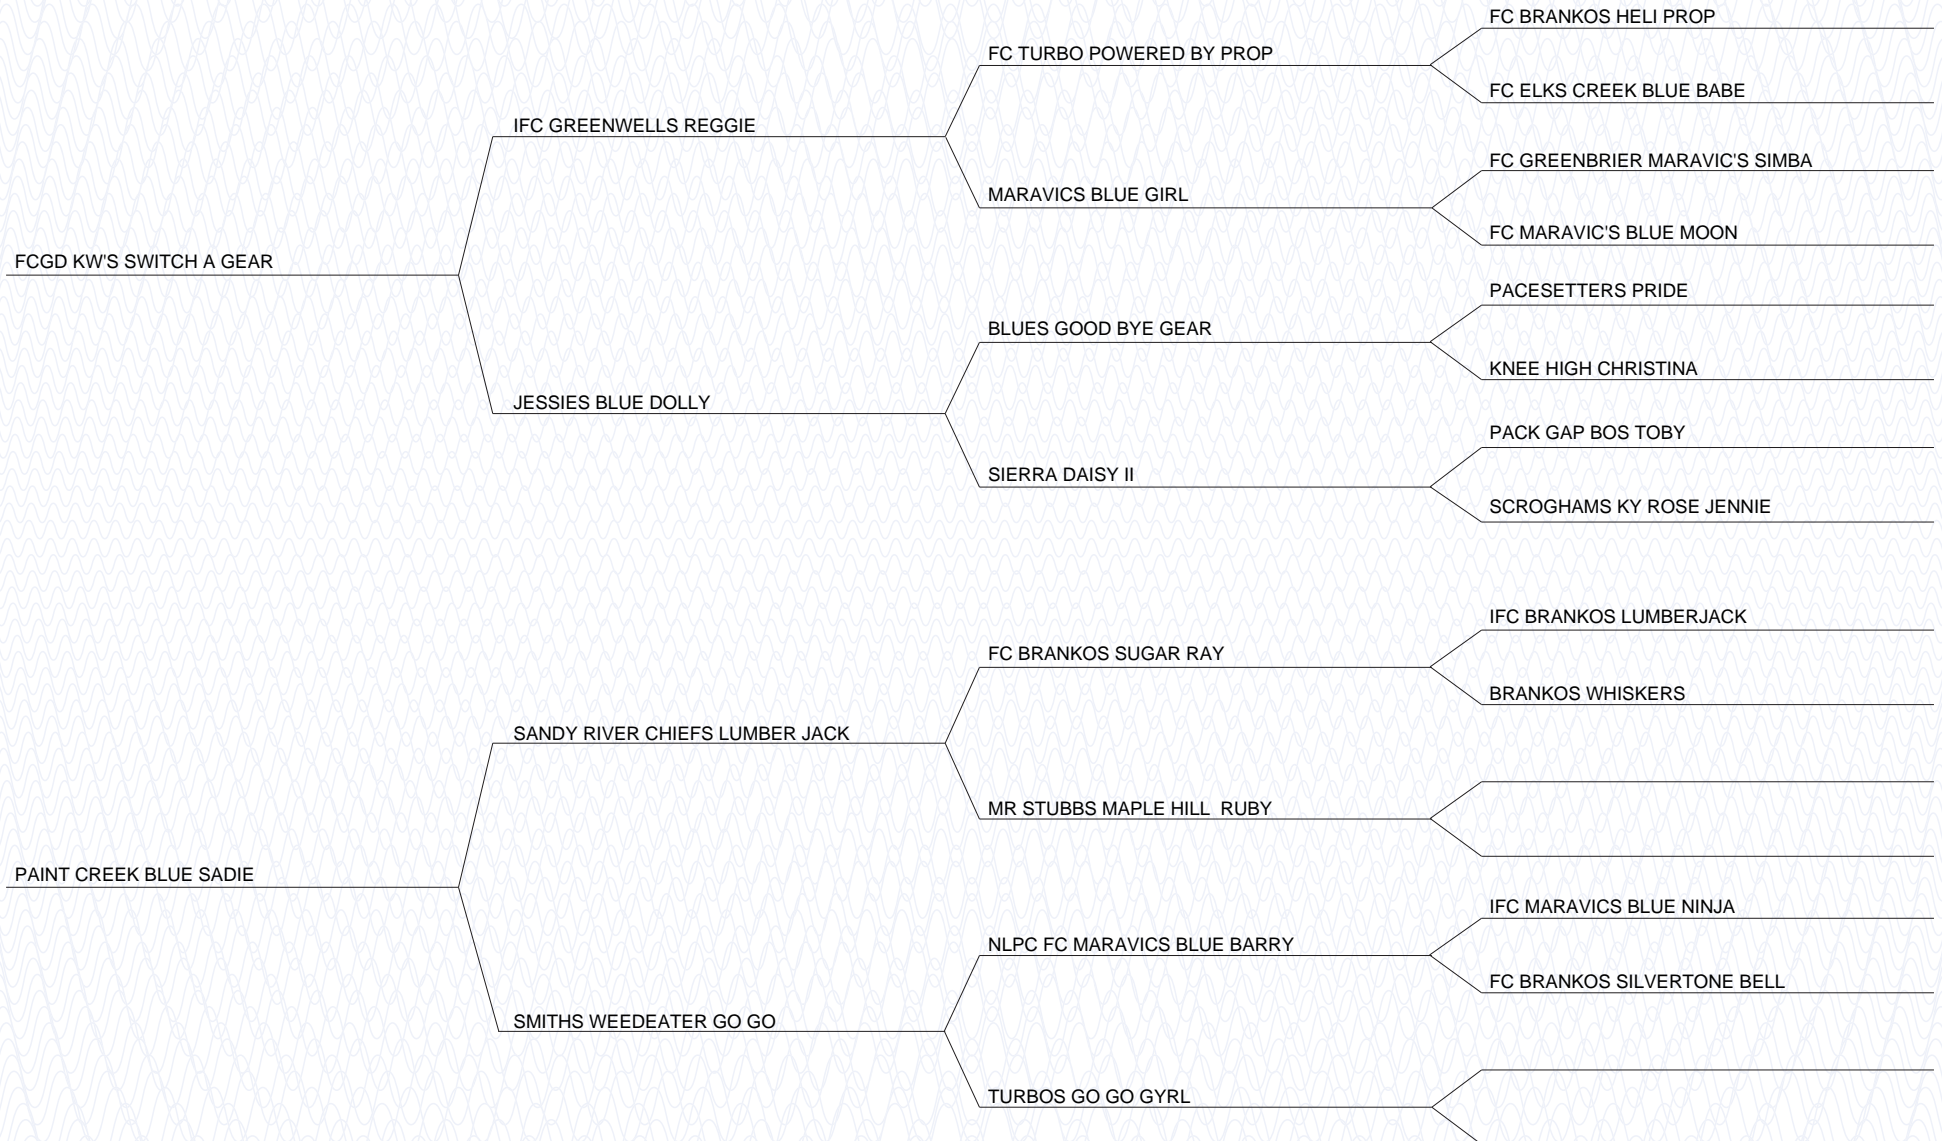 FC BRANKOS HELI PROP
FC TURBO POWERED BY PROP
FC ELKS CREEK BLUE BABE
IFC GREENWELLS REGGIE
FC GREENBRIER MARAVIC'S SIMBA
MARAVICS BLUE GIRL
FC MARAVIC'S BLUE MOON
FCGD KW'S SWITCH A GEAR
PACESETTERS PRIDE
BLUES GOOD BYE GEAR
KNEE HIGH CHRISTINA
JESSIES BLUE DOLLY
PACK GAP BOS TOBY
SIERRA DAISY II
SCROGHAMS KY ROSE JENNIE
IFC BRANKOS LUMBERJACK
FC BRANKOS SUGAR RAY
BRANKOS WHISKERS
SANDY RIVER CHIEFS LUMBER JACK
MR STUBBS MAPLE HILL  RUBY
PAINT CREEK BLUE SADIE
IFC MARAVICS BLUE NINJA
NLPC FC MARAVICS BLUE BARRY
FC BRANKOS SILVERTONE BELL
SMITHS WEEDEATER GO GO
TURBOS GO GO GYRL